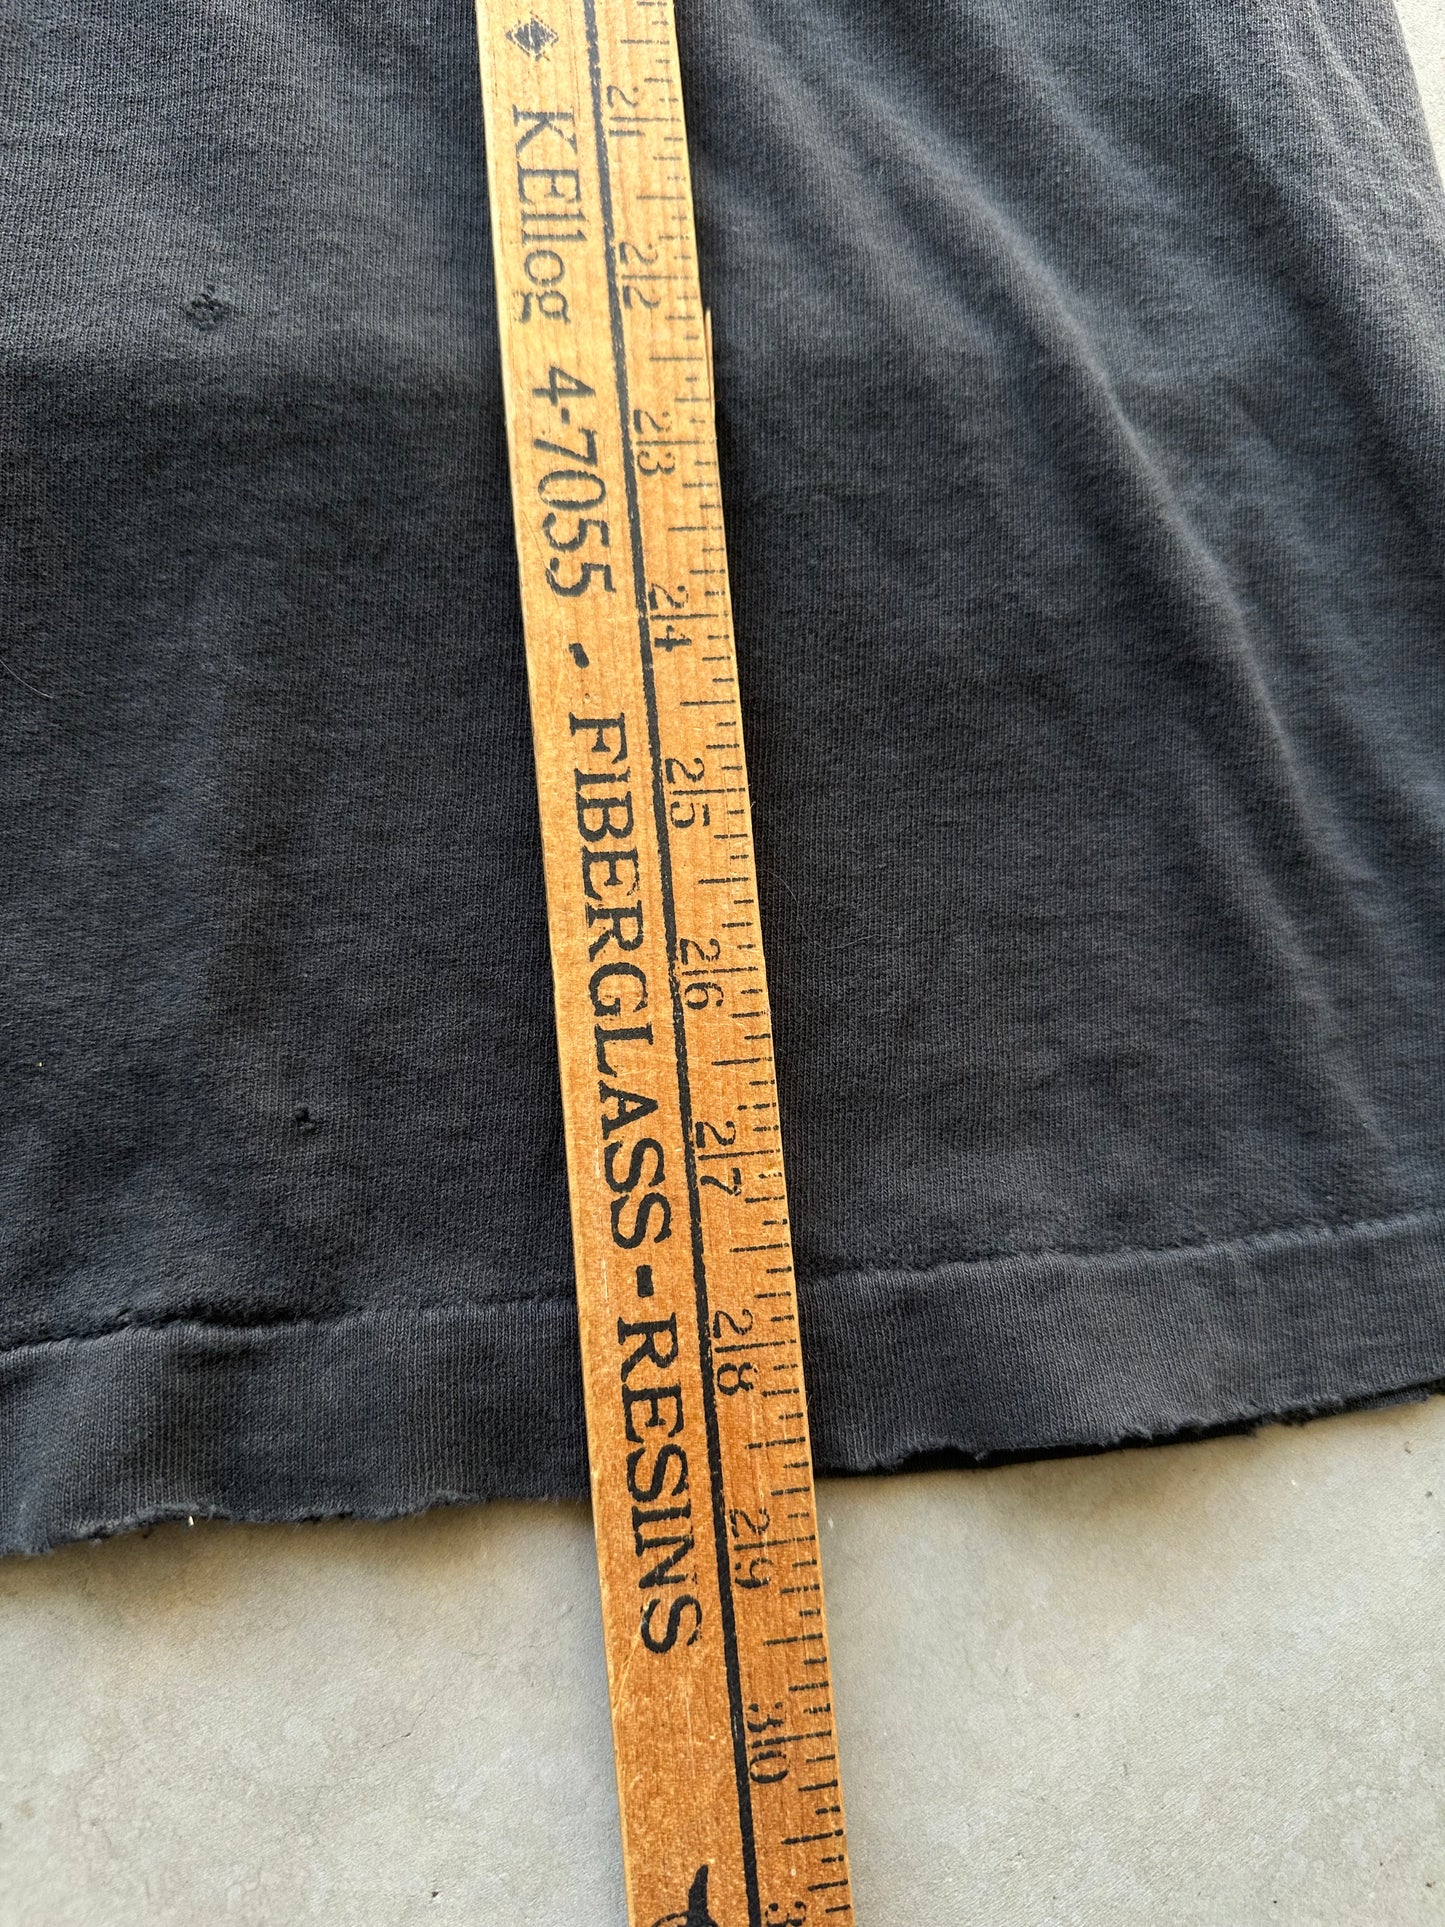 KEllog 4-7055 - FIBERGLASS-RESINS
21 22 23 24 25 26 27 28 29 30